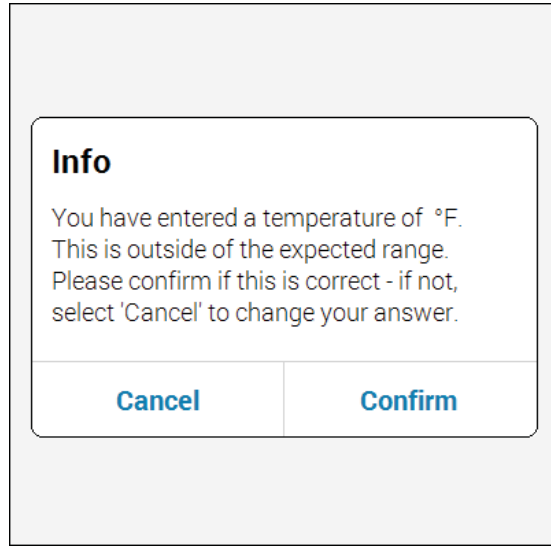 Info
You have entered a temperature of  °F.
This is outside of the expected range.
Please confirm if this is correct - if not,
select 'Cancel' to change your answer.
Cancel
Confirm